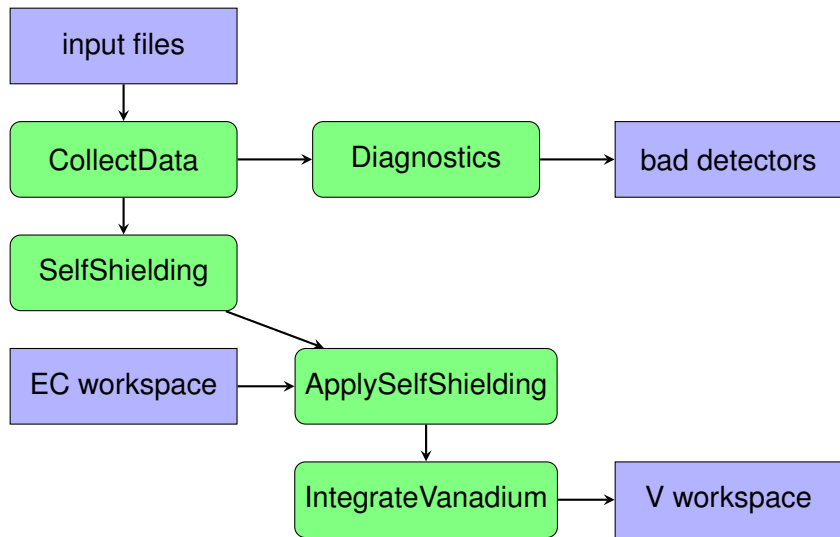 input files
CollectData
Diagnostics
bad detectors
SelfShielding
EC workspace
ApplySelfShielding
IntegrateVanadium
V workspace